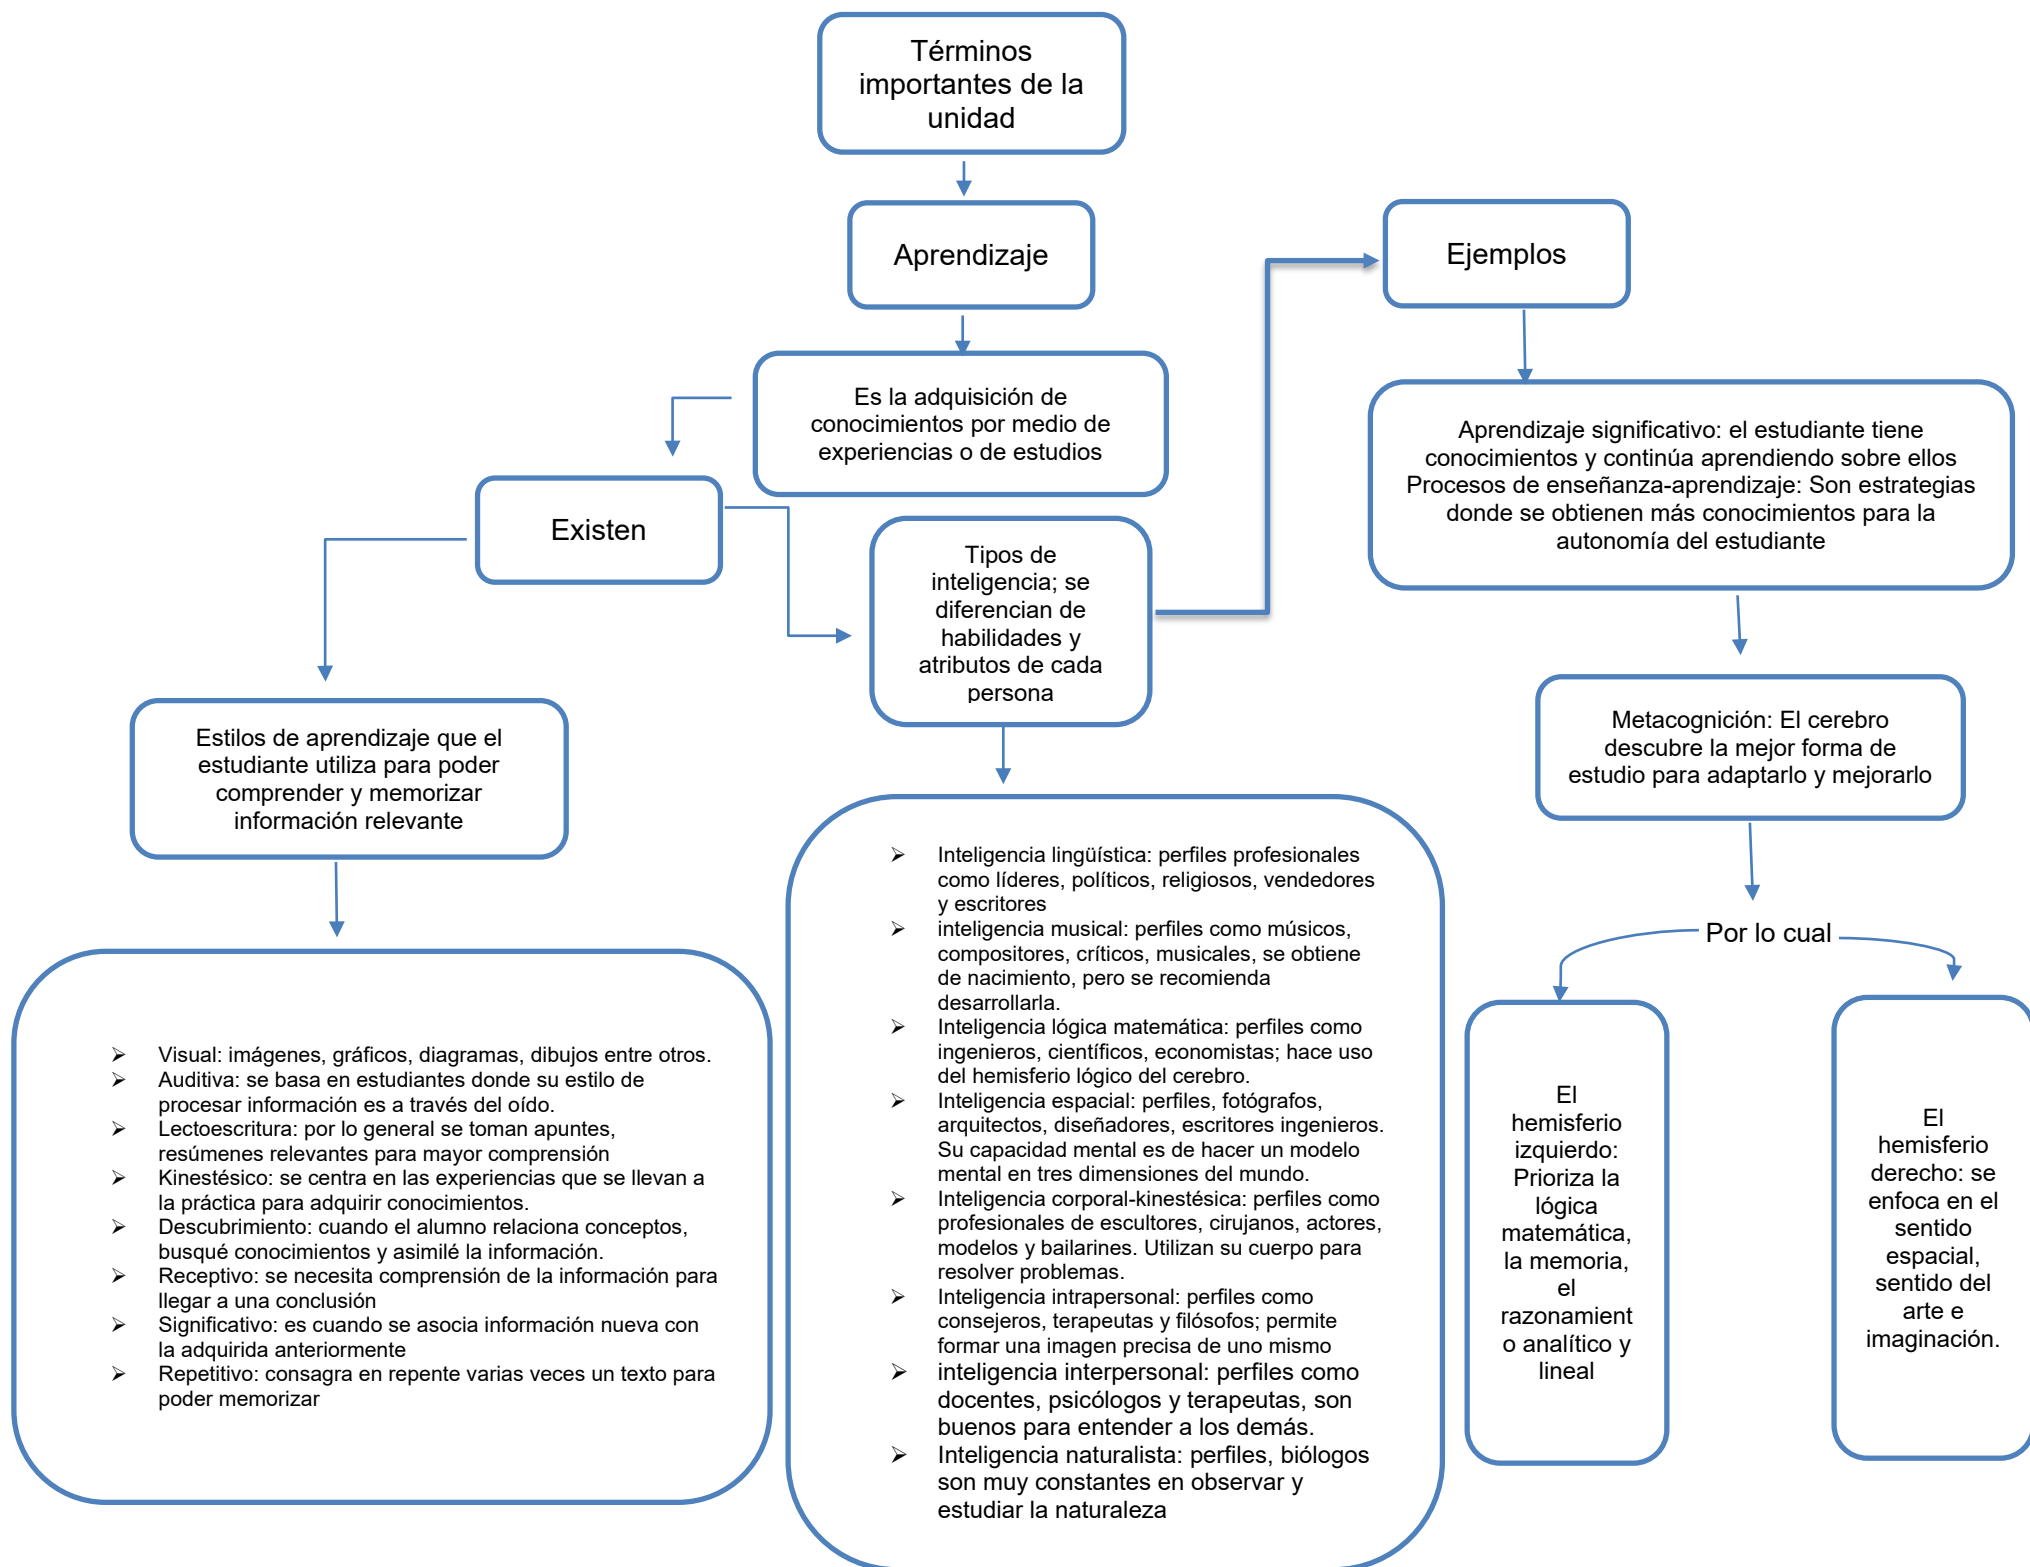 Términos
importantes de la
unidad
Aprendizaje
Es la adquisición de
conocimientos por medio de
experiencias o de estudios
Existen
Estilos de aprendizaje que el
estudiante utiliza para poder
comprender y memorizar
información relevante
➢ Visual: imágenes, gráficos, diagramas, dibujos entre otros.
➢ Auditiva: se basa en estudiantes donde su estilo de
procesar información es a través del oído.
➢ Lectoescritura: por lo general se toman apuntes,
resúmenes relevantes para mayor comprensión
➢ Kinestésico: se centra en las experiencias que se llevan a
la práctica para adquirir conocimientos.
➢ Descubrimiento: cuando el alumno relaciona conceptos,
busqué conocimientos y asimilé la información.
➢ Receptivo: se necesita comprensión de la información para
llegar a una conclusión
➢ Significativo: es cuando se asocia información nueva con
la adquirida anteriormente
➢ Repetitivo: consagra en repente varias veces un texto para
poder memorizar
Tipos de
inteligencia; se
diferencian de
habilidades y
atributos de cada
persona
➢ Inteligencia lingüística: perfiles profesionales
como líderes, políticos, religiosos, vendedores
y escritores
➢ inteligencia musical: perfiles como músicos,
compositores, críticos, musicales, se obtiene
de nacimiento, pero se recomienda
desarrollarla.
➢ Inteligencia lógica matemática: perfiles como
ingenieros, científicos, economistas; hace uso
del hemisferio lógico del cerebro.
➢ Inteligencia espacial: perfiles, fotógrafos,
arquitectos, diseñadores, escritores ingenieros.
Su capacidad mental es de hacer un modelo
mental en tres dimensiones del mundo.
➢ Inteligencia corporal-kinestésica: perfiles como
profesionales de escultores, cirujanos, actores,
modelos y bailarines. Utilizan su cuerpo para
resolver problemas.
➢ Inteligencia intrapersonal: perfiles como
consejeros, terapeutas y filósofos; permite
formar una imagen precisa de uno mismo
➢ inteligencia interpersonal: perfiles como
docentes, psicólogos y terapeutas, son
buenos para entender a los demás.
➢ Inteligencia naturalista: perfiles, biólogos
son muy constantes en observar y
estudiar la naturaleza
Ejemplos
Aprendizaje significativo: el estudiante tiene
conocimientos y continúa aprendiendo sobre ellos
Procesos de enseñanza-aprendizaje: Son estrategias
donde se obtienen más conocimientos para la
autonomía del estudiante
Metacognición: El cerebro
descubre la mejor forma de
estudio para adaptarlo y mejorarlo
Por lo cual
El
hemisferio
izquierdo:
Prioriza la
lógica
matemática,
la memoria,
el
razonamient
o analítico y
lineal
El
hemisferio
derecho: se
enfoca en el
sentido
espacial,
sentido del
arte e
imaginación.